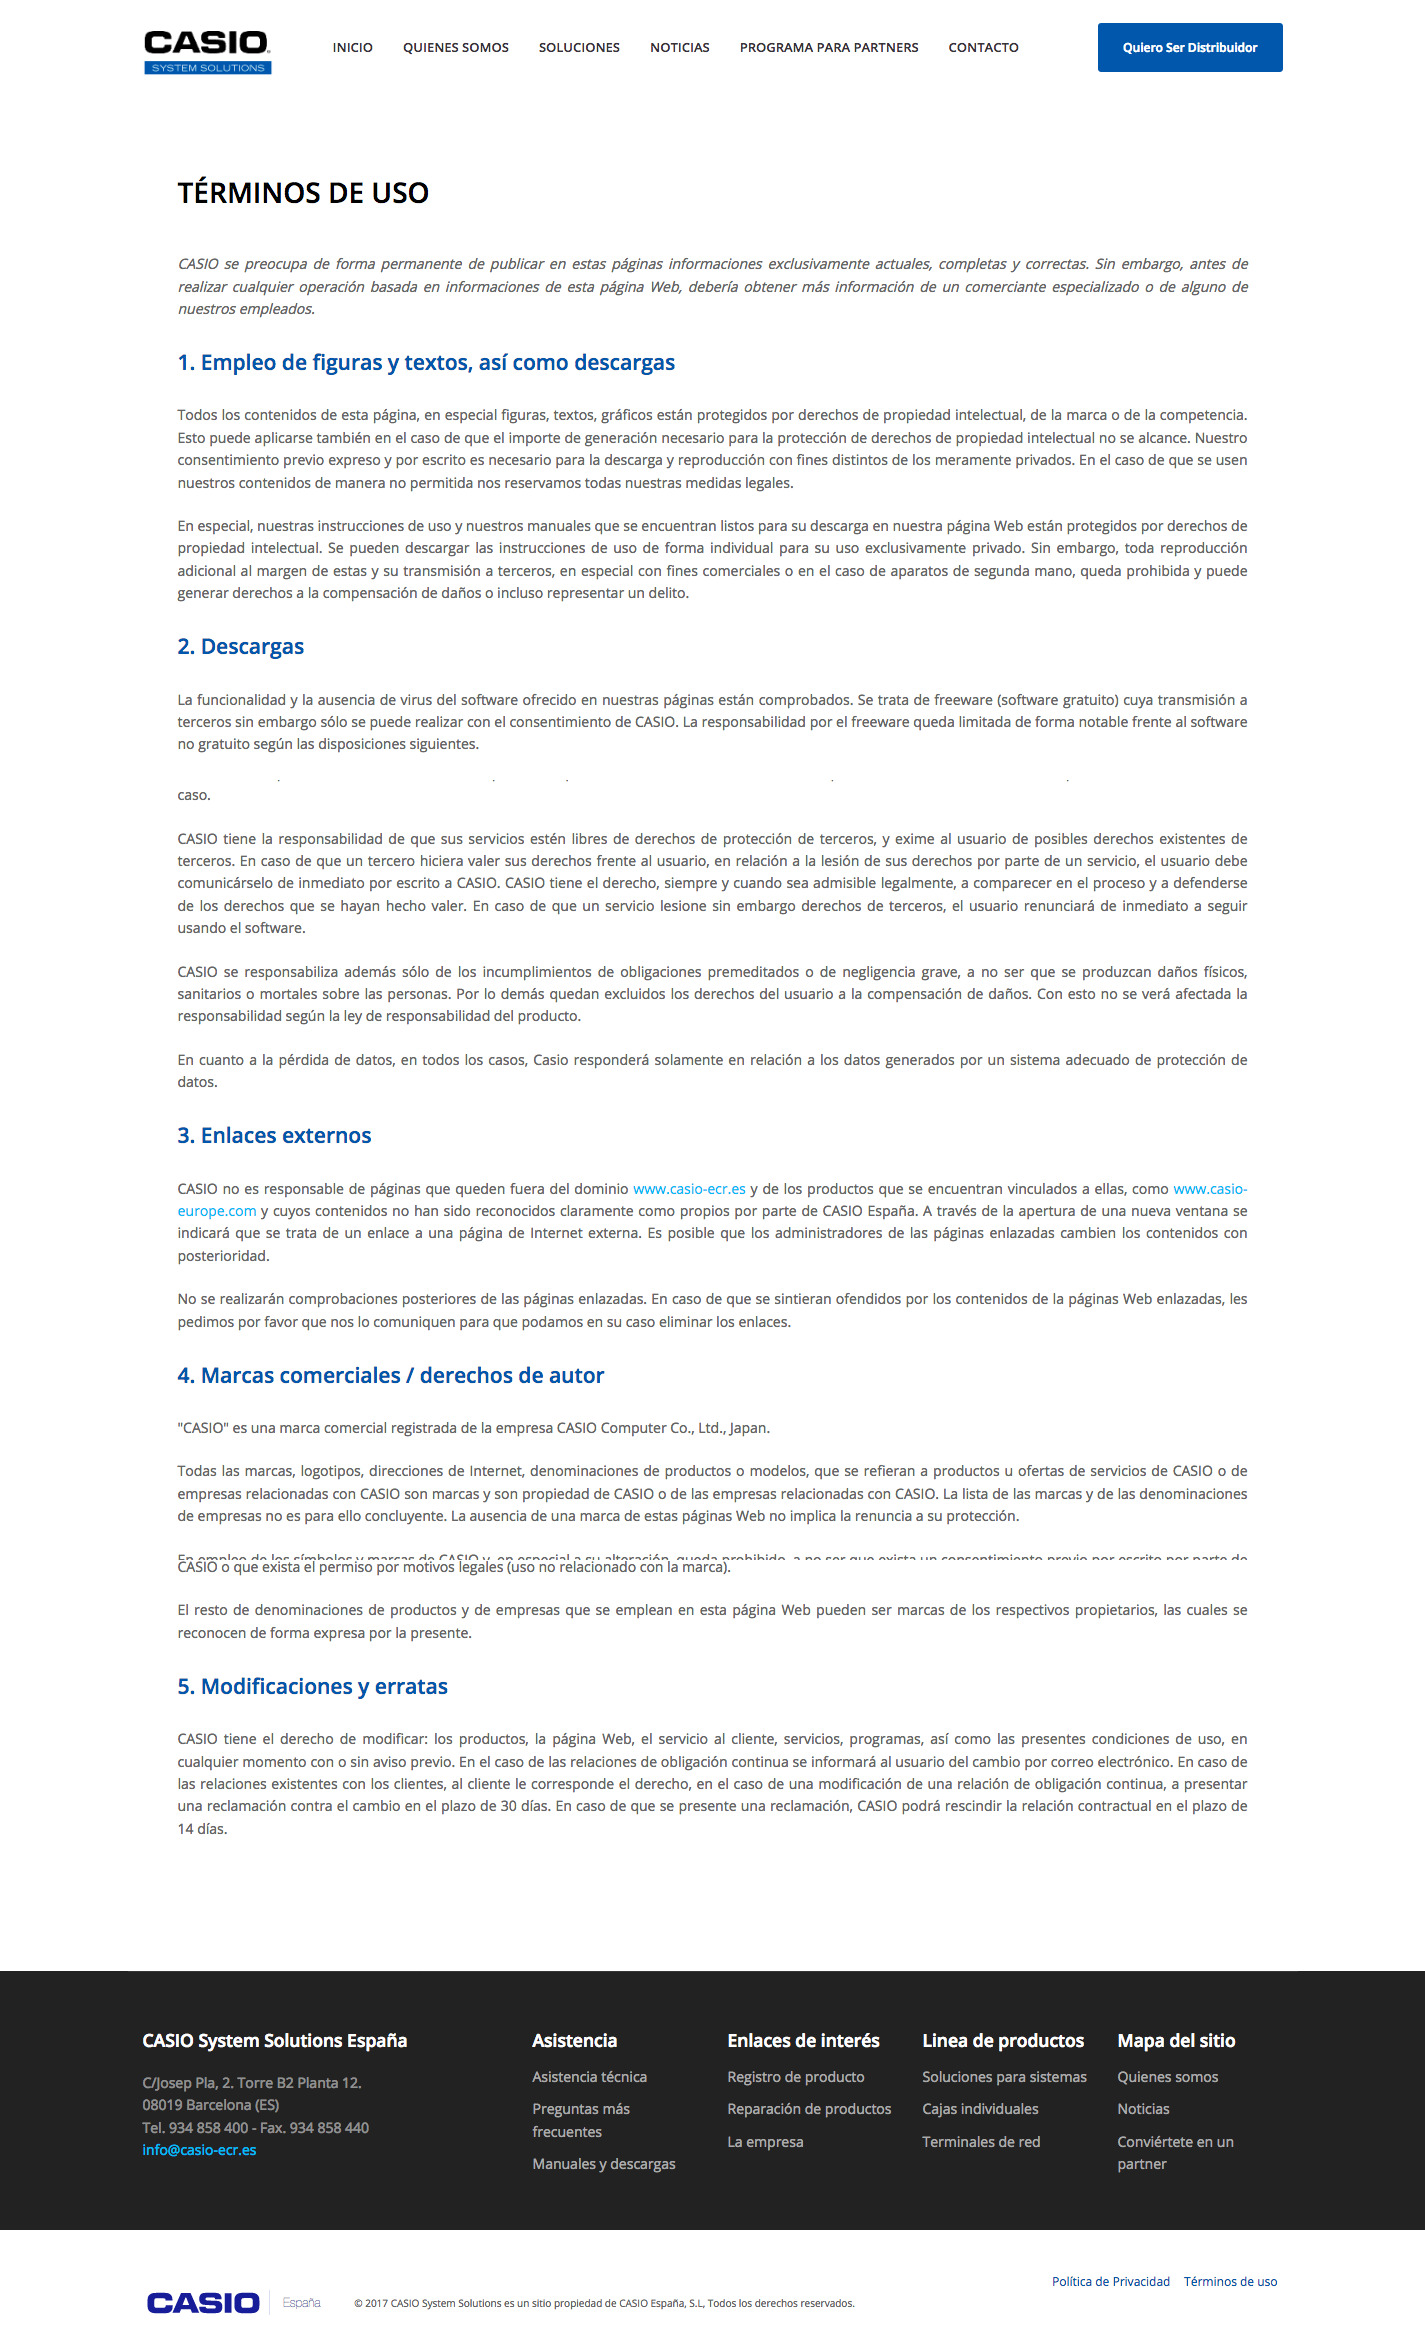 CASIO
SYSTEM SOLUTIONS
INICIO QUIENES SOMOS SOLUCIONES NOTICIAS PROGRAMA PARA PARTNERS CONTACTO
Quiero Ser Distribuidor
TÉRMINOS DE USO
CASIO se preocupa de forma permanente de publicar en estas páginas informaciones exclusivamente actuales, completas y correctas. Sin embargo, antes de
realizar cualquier operación basada en informaciones de esta página Web, debería obtener más información de un comerciante especializado o de alguno de
nuestros empleados.
1. Empleo de figuras y textos, así como descargas
Todos los contenidos de esta página, en especial figuras, textos, gráficos están protegidos por derechos de propiedad intelectual, de la marca o de la competencia.
Esto puede aplicarse también en el caso de que el importe de generación necesario para la protección de derechos de propiedad intelectual no se alcance. Nuestro
consentimiento previo expreso y por escrito es necesario para la descarga y reproducción con fines distintos de los meramente privados. En el caso de que se usen
nuestros contenidos de manera no permitida nos reservamos todas nuestras medidas legales.
En especial, nuestras instrucciones de uso y nuestros manuales que se encuentran listos para su descarga en nuestra página Web están protegidos por derechos de
propiedad intelectual. Se pueden descargar las instrucciones de uso de forma individual para su uso exclusivamente privado. Sin embargo, toda reproducción
adicional al margen de estas y su transmisión a terceros, en especial con fines comerciales o en el caso de aparatos de segunda mano, queda prohibida y puede
generar derechos a la compensación de daños o incluso representar un delito.
2. Descargas
La funcionalidad y la ausencia de virus del software ofrecido en nuestras páginas están comprobados. Se trata de freeware (software gratuito) cuya transmisión a
terceros sin embargo sólo se puede realizar con el consentimiento de CASIO. La responsabilidad por el freeware queda limitada de forma notable frente al software
no gratuito según las disposiciones siguientes.
caso.
CASIO tiene la responsabilidad de que sus servicios estén libres de derechos de protección de terceros, y exime al usuario de posibles derechos existentes de
terceros. En caso de que un tercero hiciera valer sus derechos frente al usuario, en relación a la lesión de sus derechos por parte de un servicio, el usuario debe
comunicárselo de inmediato por escrito a CASIO. CASIO tiene el derecho, siempre y cuando sea admisible legalmente, a comparecer en el proceso y a defenderse
de los derechos que se hayan hecho valer. En caso de que un servicio lesione sin embargo derechos de terceros, el usuario renunciará de inmediato a seguir
usando el software.
CASIO se responsabiliza además sólo de los incumplimientos de obligaciones premeditados o de negligencia grave, a no ser que se produzcan daños físicos,
sanitarios o mortales sobre las personas. Por lo demás quedan excluidos los derechos del usuario a la compensación de daños. Con esto no se verá afectada la
responsabilidad según la ley de responsabilidad del producto.
En cuanto a la pérdida de datos, en todos los casos, Casio responderá solamente en relación a los datos generados por un sistema adecuado de protección de
datos.
3. Enlaces externos
CASIO no es responsable de páginas que queden fuera del dominio www.casio-ecr.es y de los productos que se encuentran vinculados a ellas, como www.casio-
europe.com y cuyos contenidos no han sido reconocidos claramente como propios por parte de CASIO España. A través de la apertura de una nueva ventana se
indicará que se trata de un enlace a una página de Internet externa. Es posible que los administradores de las páginas enlazadas cambien los contenidos con
posterioridad.
No se realizarán comprobaciones posteriores de las páginas enlazadas. En caso de que se sintieran ofendidos por los contenidos de la páginas Web enlazadas, les
pedimos por favor que nos lo comuniquen para que podamos en su caso eliminar los enlaces.
4. Marcas comerciales / derechos de autor
"CASIO" es una marca comercial registrada de la empresa CASIO Computer Co., Ltd., Japan.
Todas las marcas, logotipos, direcciones de Internet, denominaciones de productos o modelos, que se refieran a productos u ofertas de servicios de CASIO o de
empresas relacionadas con CASIO son marcas y son propiedad de CASIO o de las empresas relacionadas con CASIO. La lista de las marcas y de las denominaciones
de empresas no es para ello concluyente. La ausencia de una marca de estas páginas Web no implica la renuncia a su protección.
En empleo de los símbolos y marcas de CASIO y, en especial a su alteración, queda prohibido, a no ser que exista un consentimiento previo por escrito por parte de
CASIO o que exista el permiso por motivos legales (uso no relacionado con la marca).
El resto de denominaciones de productos y de empresas que se emplean en esta página Web pueden ser marcas de los respectivos propietarios, las cuales se
reconocen de forma expresa por la presente.
5. Modificaciones y erratas
CASIO tiene el derecho de modificar: los productos, la página Web, el servicio al cliente, servicios, programas, así como las presentes condiciones de uso, en
cualquier momento con o sin aviso previo. En el caso de las relaciones de obligación continua se informará al usuario del cambio por correo electrónico. En caso de
las relaciones existentes con los clientes, al cliente le corresponde el derecho, en el caso de una modificación de una relación de obligación continua, a presentar
una reclamación contra el cambio en el plazo de 30 días. En caso de que se presente una reclamación, CASIO podrá rescindir la relación contractual en el plazo de
14 días.
CASIO System Solutions España
C/Josep Pla, 2. Torre B2 Planta 12.
08019 Barcelona (ES)
Tel. 934 858 400 - Fax. 934 858 440
info@casio-ecr.es
Asistencia
Asistencia técnica
Preguntas más
frecuentes
Manuales y descargas
Enlaces de interés
Registro de producto
Reparación de productos
La empresa
Linea de productos
Soluciones para sistemas
Cajas individuales
Terminales de red
Mapa del sitio
Quienes somos
Noticias
Conviértete en un
partner
Política de Privacidad Términos de uso
CASIO España
© 2017 CASIO System Solutions es un sitio propiedad de CASIO España, S.L, Todos los derechos reservados.